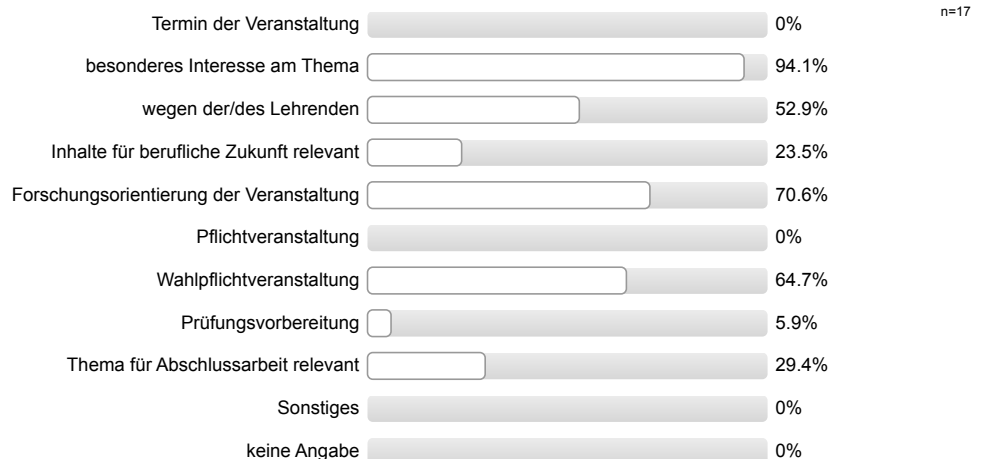 n=17
Termin der Veranstaltung 0%
besonderes Interesse am Thema 94.1%
wegen der/des Lehrenden 52.9%
Inhalte für berufliche Zukunft relevant 23.5%
Forschungsorientierung der Veranstaltung 70.6%
Pflichtveranstaltung 0%
Wahlpflichtveranstaltung 64.7%
Prüfungsvorbereitung 5.9%
Thema für Abschlussarbeit relevant 29.4%
Sonstiges 0%
keine Angabe 0%